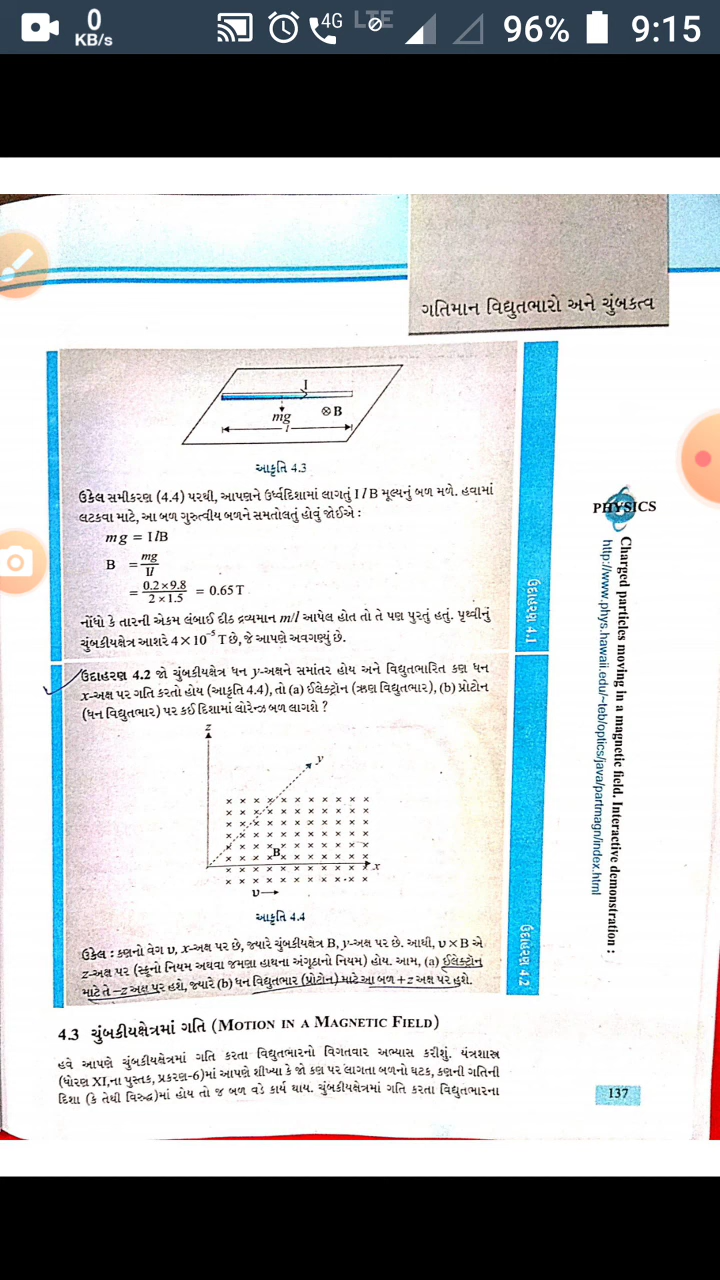 0
KB/s
4G
LTE
96%
9:15
ગતિમાન વિદ્યુતભારો અને ચુંબકત્વ
I
mg
⊗ B
l
આકૃતિ 4.3
ઉકેલ સમીકરણ (4.4) પરથી, આપણને ઉર્ધ્વદિશામાં લાગતું I l B મૂલ્યનું બળ મળે. હવામાં
લટકવા માટે, આ બળ ગુરુત્વીય બળને સમતોલતું હોવું જોઈએ :
mg = I lB
B = mg/Il
= 0.2×9.8/2×1.5 = 0.65 T
નોંધો કે તારની એકમ લંબાઈ દીઠ દ્રવ્યમાન m/l આપેલ હોત તો તે પણ પુરતું હતું. પૃથ્વીનું
ચુંબકીયક્ષેત્ર આશરે 4 × 10⁻⁵ T છે, જે આપણે અવગણ્યું છે.
ઉદાહરણ 4.1
ઉદાહરણ 4.2 જો ચુંબકીયક્ષેત્ર ધન y-અક્ષને સમાંતર હોય અને વિદ્યુતભારિત કણ ધન
x-અક્ષ પર ગતિ કરતો હોય (આકૃતિ 4.4), તો (a) ઈલેક્ટ્રોન (ઋણ વિદ્યુતભાર), (b) પ્રોટોન
(ધન વિદ્યુતભાર) પર કઈ દિશામાં લોરેન્ઝ બળ લાગશે ?
z
y
B
x
υ
આકૃતિ 4.4
ઉકેલ : કણનો વેગ υ, x-અક્ષ પર છે, જ્યારે ચુંબકીયક્ષેત્ર B, y-અક્ષ પર છે. આથી, υ × B એ
z-અક્ષ પર (સ્ક્રૂનો નિયમ અથવા જમણા હાથના અંગૂઠાનો નિયમ) હોય. આમ, (a) ઈલેક્ટ્રોન
માટે તે −z અક્ષ પર હશે, જ્યારે (b) ધન વિદ્યુતભાર (પ્રોટોન) માટે આ બળ +z અક્ષ પર હશે.
ઉદાહરણ 4.2
4.3 ચુંબકીયક્ષેત્રમાં ગતિ (MOTION IN A MAGNETIC FIELD)
હવે આપણે ચુંબકીયક્ષેત્રમાં ગતિ કરતા વિદ્યુતભારનો વિગતવાર અભ્યાસ કરીશું. યંત્રશાસ્ત્ર
(ધોરણ XI,ના પુસ્તક, પ્રકરણ-6)માં આપણે શીખ્યા કે જો કણ પર લાગતા બળનો ઘટક, કણની ગતિની
દિશા (કે તેથી વિરુદ્ધ)માં હોય તો જ બળ વડે કાર્ય થાય. ચુંબકીયક્ષેત્રમાં ગતિ કરતા વિદ્યુતભારના
PHYSICS
Charged particles moving in a magnetic field. Interactive demonstration :
http://www.phys.hawaii.edu/~teb/optics/java/partmagn/index.html
137